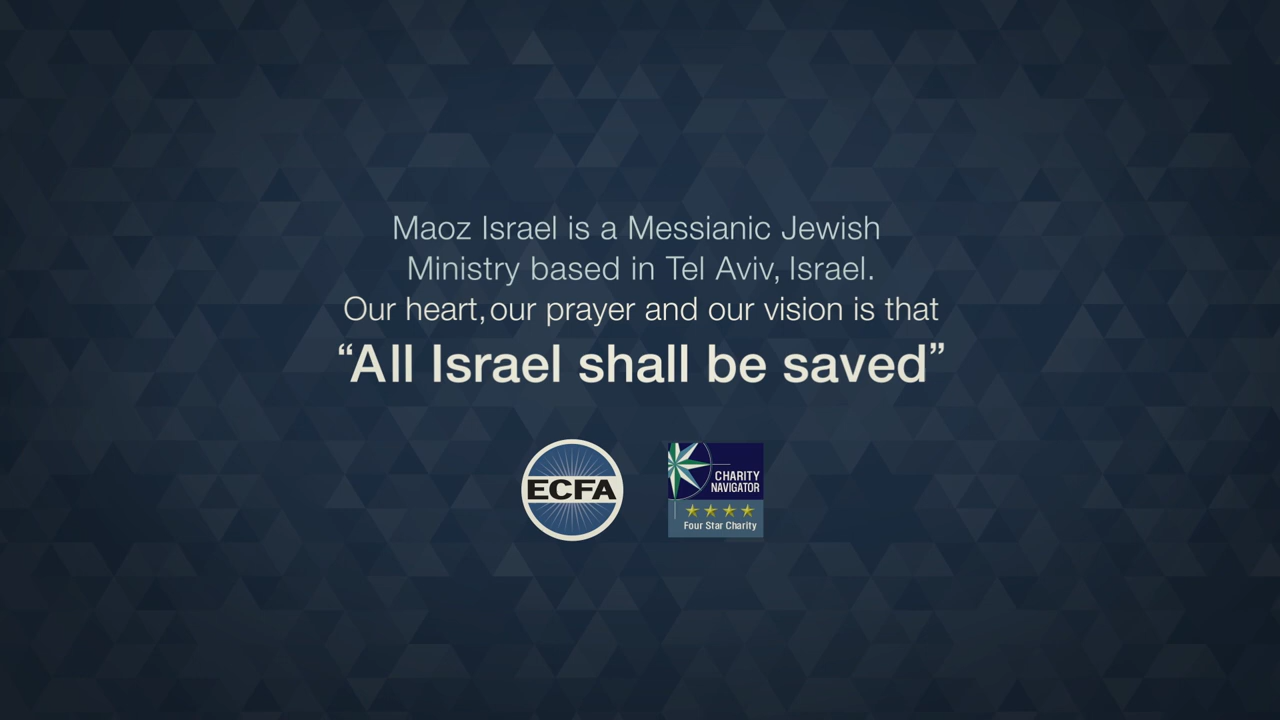 Maoz Israel is a Messianic Jewish
Ministry based in Tel Aviv, Israel.
Our heart, our prayer and our vision is that
“All Israel shall be saved”
ECFA
CHARITY
NAVIGATOR
Four Star Charity